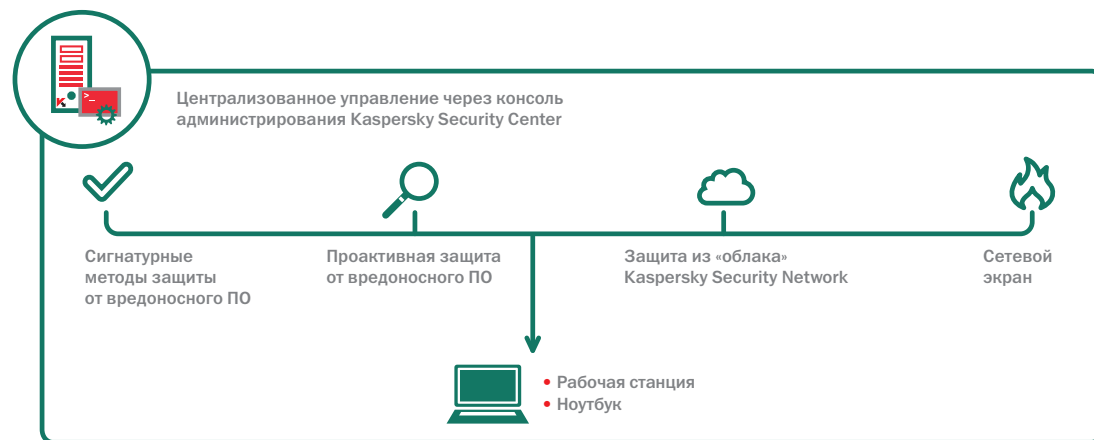 Централизованное управление через консоль
администрирования Kaspersky Security Center
>_
K
Сигнатурные
методы защиты
от вредоносного ПО
Проактивная защита
от вредоносного ПО
Защита из «облака»
Kaspersky Security Network
Сетевой
экран
• Рабочая станция
• Ноутбук